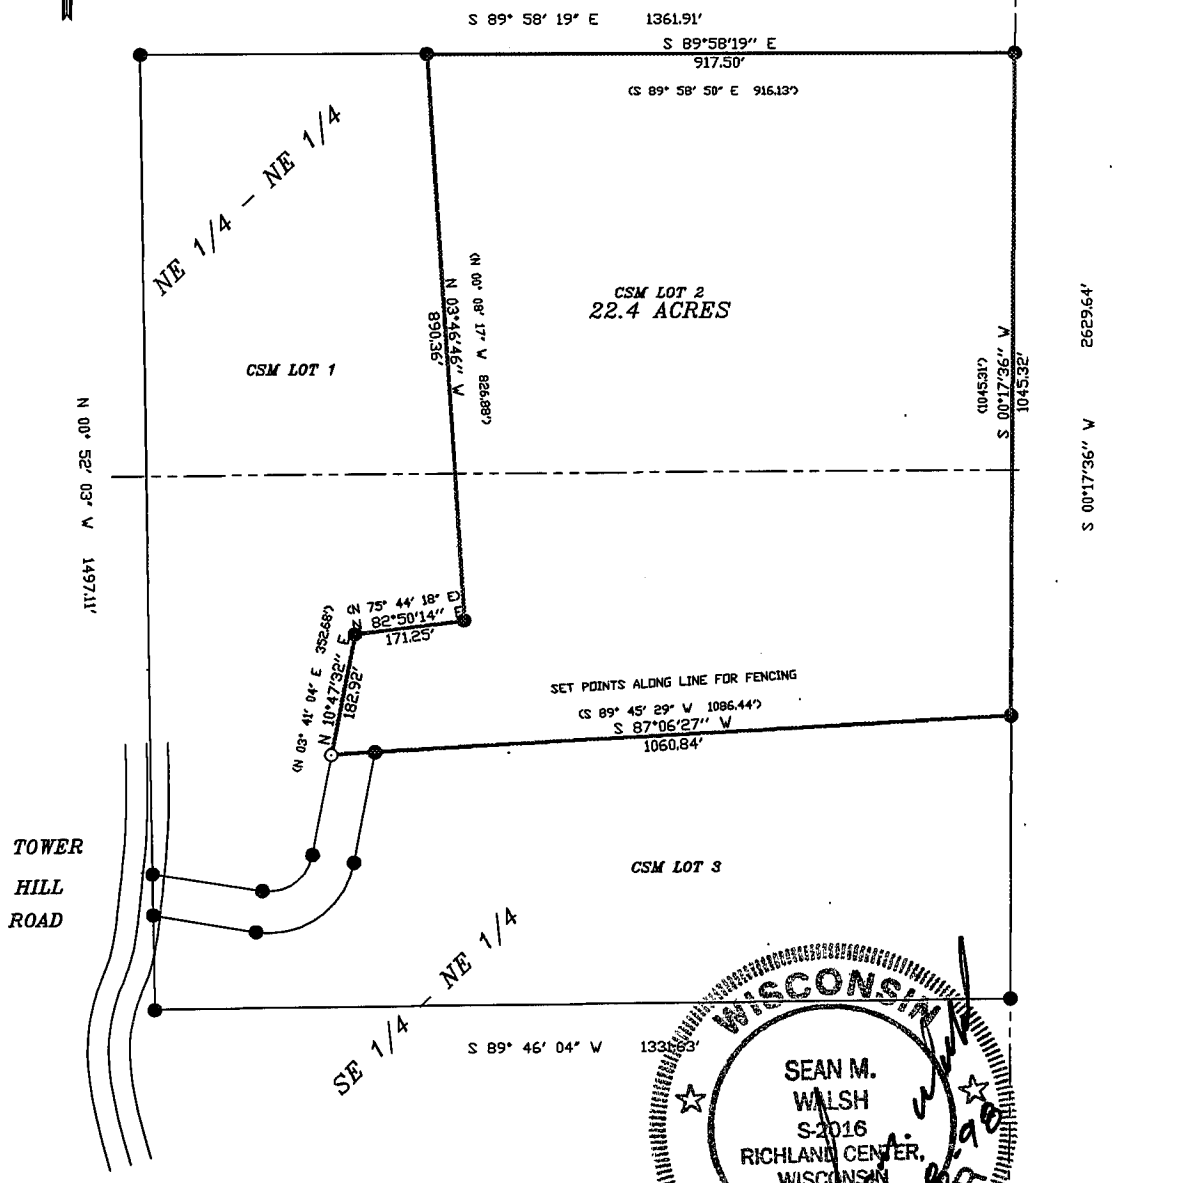 S 89° 58' 19" E 1361.91'
S 89°58'19" E
917.50'
(S 89° 58' 50" E 916.13')
NE 1/4 - NE 1/4
CSM LOT 2
22.4 ACRES
CSM LOT 1
(N 00° 08' 17" W 826.88')
N 03°46'46" W
890.36'
(1045.31')
S 00°17'36" W
1045.32'
S 00°17'36" W 2629.64'
N 00° 52' 03" W 1497.11'
(N 75° 44' 18" E)
N 82°50'14" E
171.25'
(N 03° 41' 04" E 352.68')
N 10°47'32" E
182.92'
SET POINTS ALONG LINE FOR FENCING
(S 89° 45' 29" W 1086.44')
S 87°06'27" W
1060.84'
TOWER
HILL
ROAD
CSM LOT 3
SE 1/4 - NE 1/4
S 89° 46' 04" W
WISCONSIN
SEAN M.
WALSH
S-2016
RICHLAND CENTER,
WISCONSIN